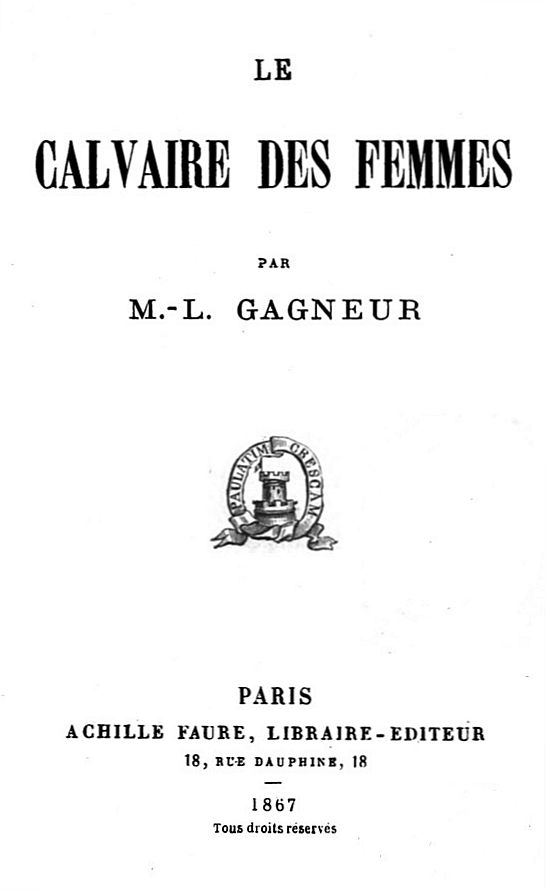 LE
CALVAIRE DES FEMMES
PAR
M.-L. GAGNEUR
PAULATIM CRESCAM
PARIS
ACHILLE FAURE, LIBRAIRE-EDITEUR
18, RUE DAUPHINE, 18
1867
Tous droits réservés